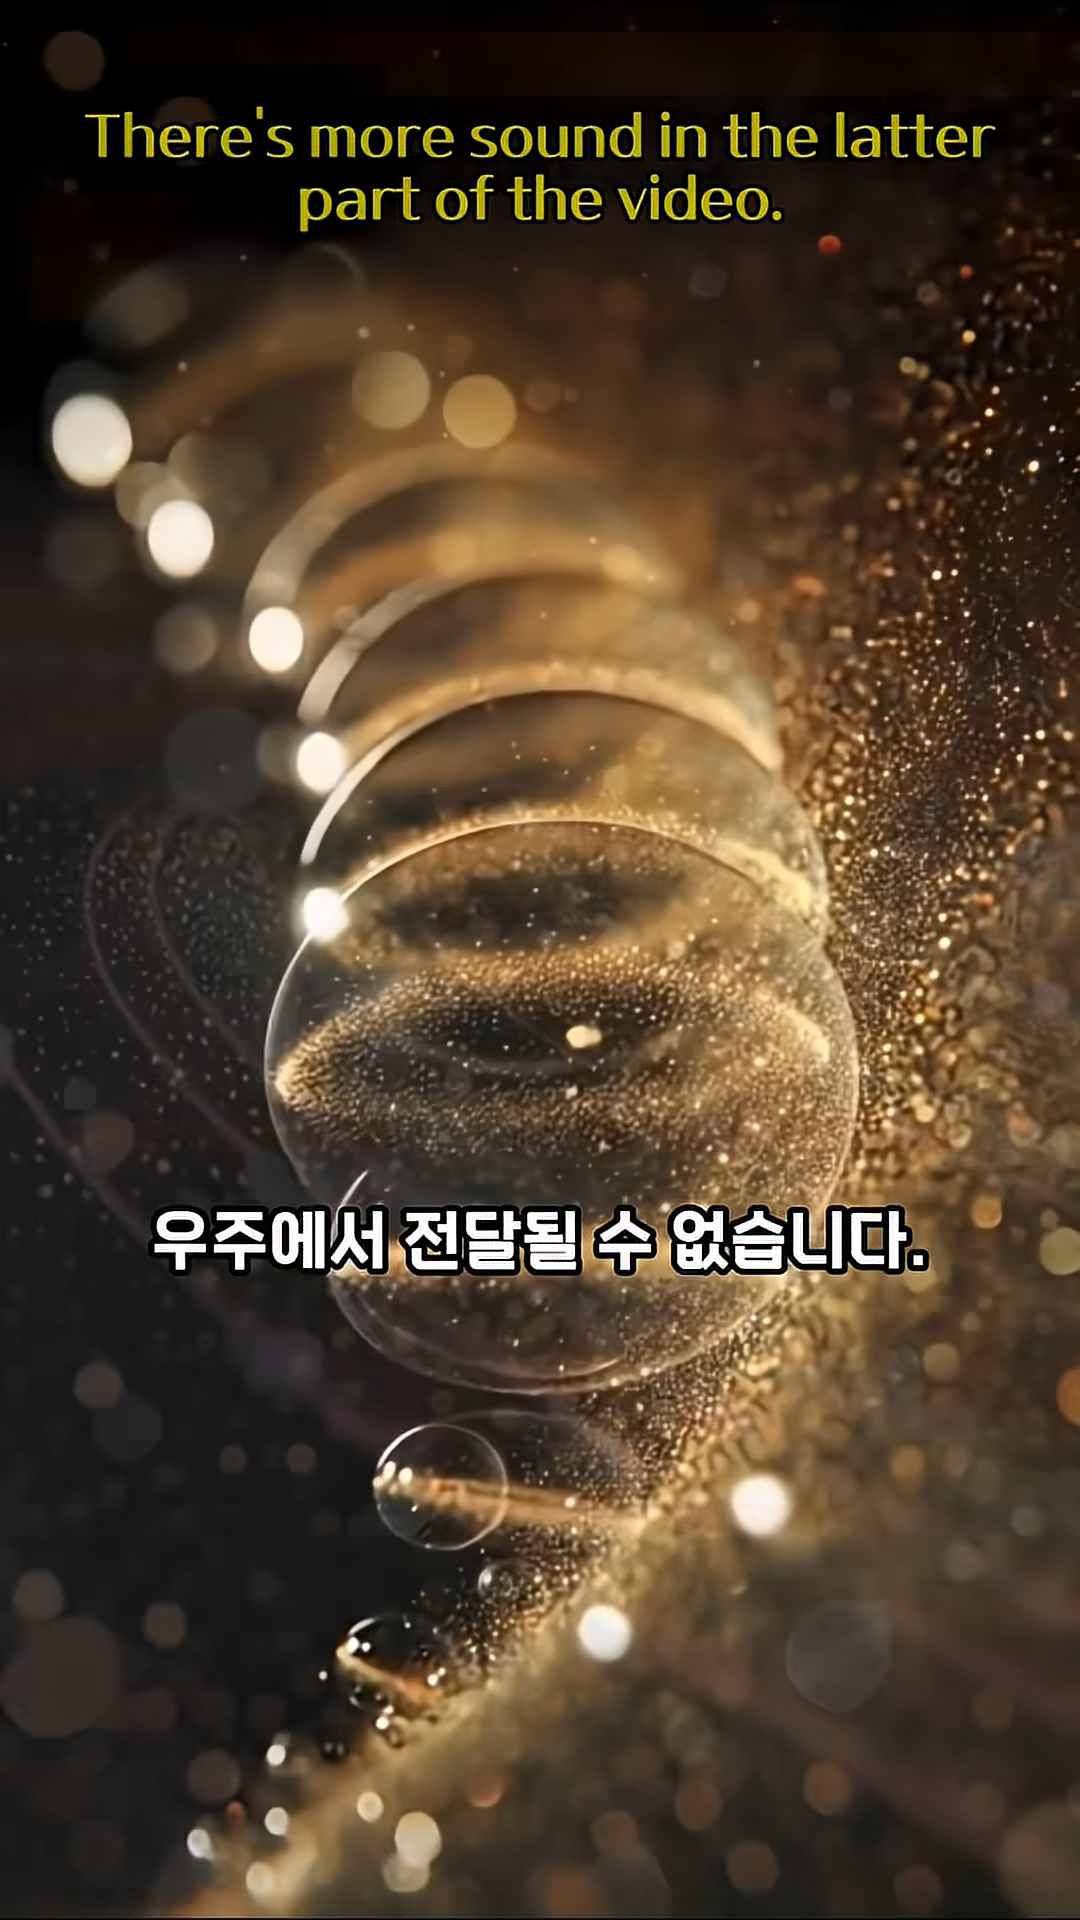 There's more sound in the latter
part of the video.
우주에서 전달될 수 없습니다.